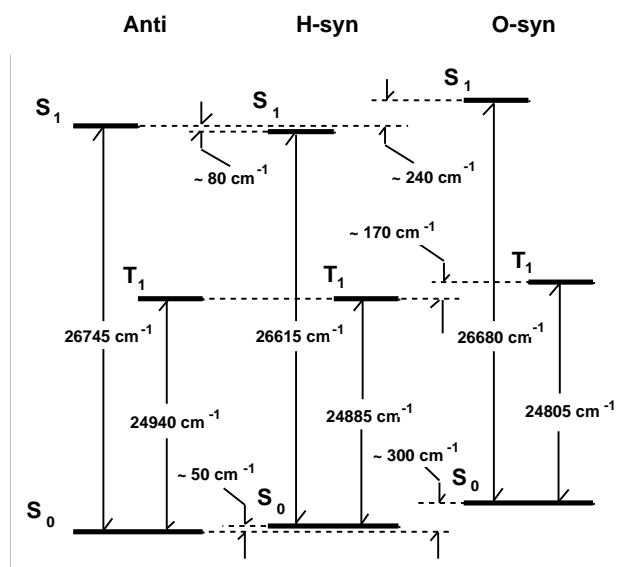 Anti H-syn O-syn
S1
S1
S1
~ 80 cm-1
~ 240 cm-1
~ 170 cm-1
T1
T1
T1
26745 cm-1
26615 cm-1
26680 cm-1
24940 cm-1
24885 cm-1
24805 cm-1
~ 50 cm-1
~ 300 cm-1
S0
S0
S0